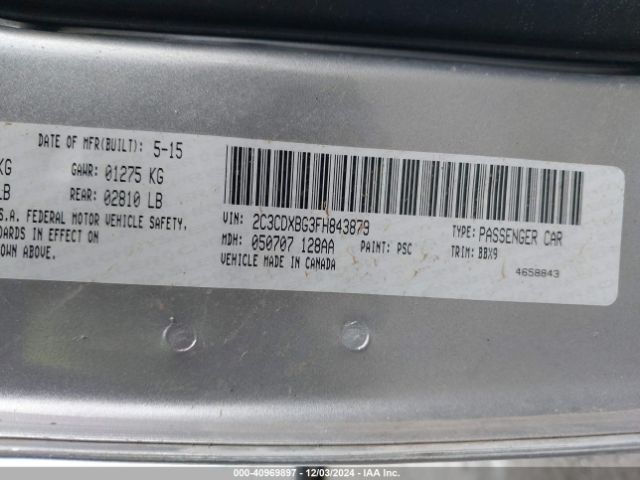 DATE OF MFR(BUILT): 5-15
KG GAWR: 01275 KG
LB REAR: 02810 LB
S.A. FEDERAL MOTOR VEHICLE SAFETY,
ARDS IN EFFECT ON
OWN ABOVE.
VIN: 2C3CDXBG3FH843879 TYPE: PASSENGER CAR
MDH: 050707 128AA PAINT: PSC TRIM: BBX9
VEHICLE MADE IN CANADA 4658843
000-40969897 - 12/03/2024 - IAA Inc.